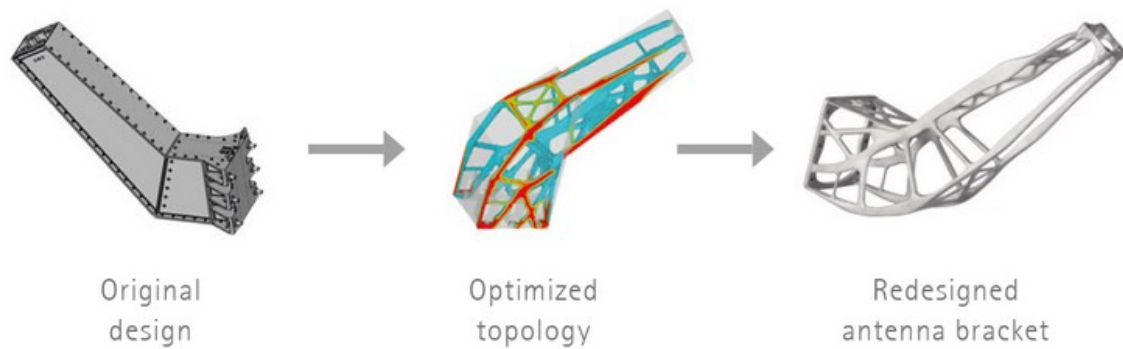 Original
design
Optimized
topology
Redesigned
antenna bracket